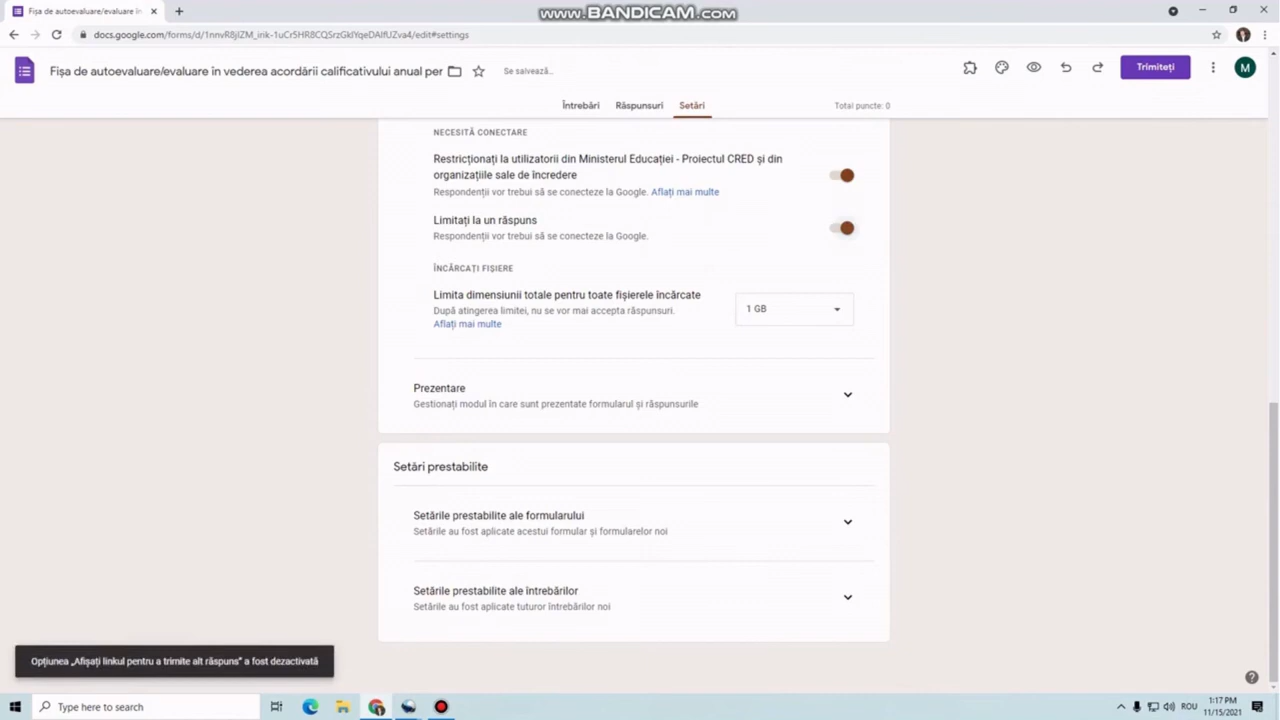 www.BANDICAM.com
Fișa de autoevaluare/evaluare în
docs.google.com/forms/d/1nnvR8jIZM_ink-1uCr5HR8CQSrzGkIYqeDAIfUZva4/edit#settings
Fișa de autoevaluare/evaluare în vederea acordării calificativului anual per
Se salvează...
Trimiteți
M
Întrebări Răspunsuri Setări
Total puncte: 0
NECESITĂ CONECTARE
Restricționați la utilizatorii din Ministerul Educației - Proiectul CRED și din
organizațiile sale de încredere
Respondenții vor trebui să se conecteze la Google. Aflați mai multe
Limitați la un răspuns
Respondenții vor trebui să se conecteze la Google.
ÎNCĂRCAȚI FIȘIERE
Limita dimensiunii totale pentru toate fișierele încărcate
După atingerea limitei, nu se vor mai accepta răspunsuri.
Aflați mai multe
1 GB
Prezentare
Gestionați modul în care sunt prezentate formularul și răspunsurile
Setări prestabilite
Setările prestabilite ale formularului
Setările au fost aplicate acestui formular și formularelor noi
Setările prestabilite ale întrebărilor
Setările au fost aplicate tuturor întrebărilor noi
Opțiunea „Afișați linkul pentru a trimite alt răspuns” a fost dezactivată
Type here to search
ROU
1:17 PM
11/15/2021